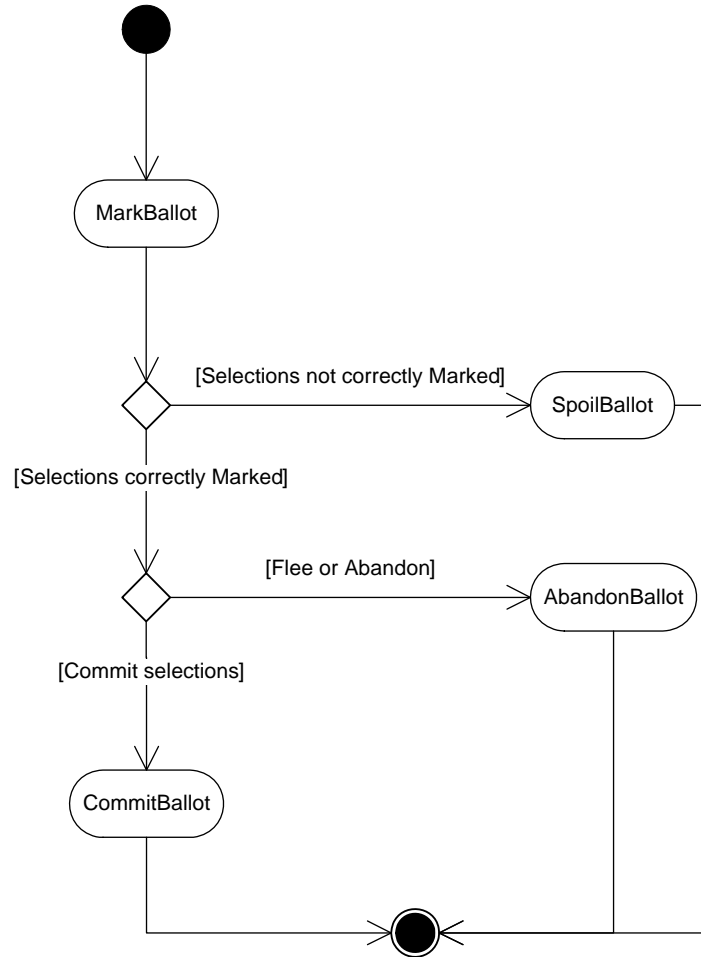 MarkBallot
[Selections not correctly Marked]
SpoilBallot
[Selections correctly Marked]
[Flee or Abandon]
AbandonBallot
[Commit selections]
CommitBallot